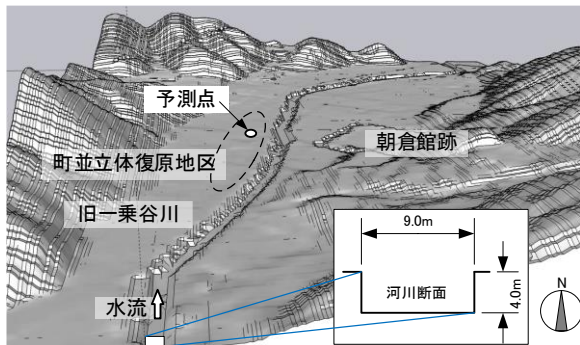 予測点
朝倉館跡
町並立体復原地区
旧一乗谷川
水流
9.0m
河川断面
4.0m
N